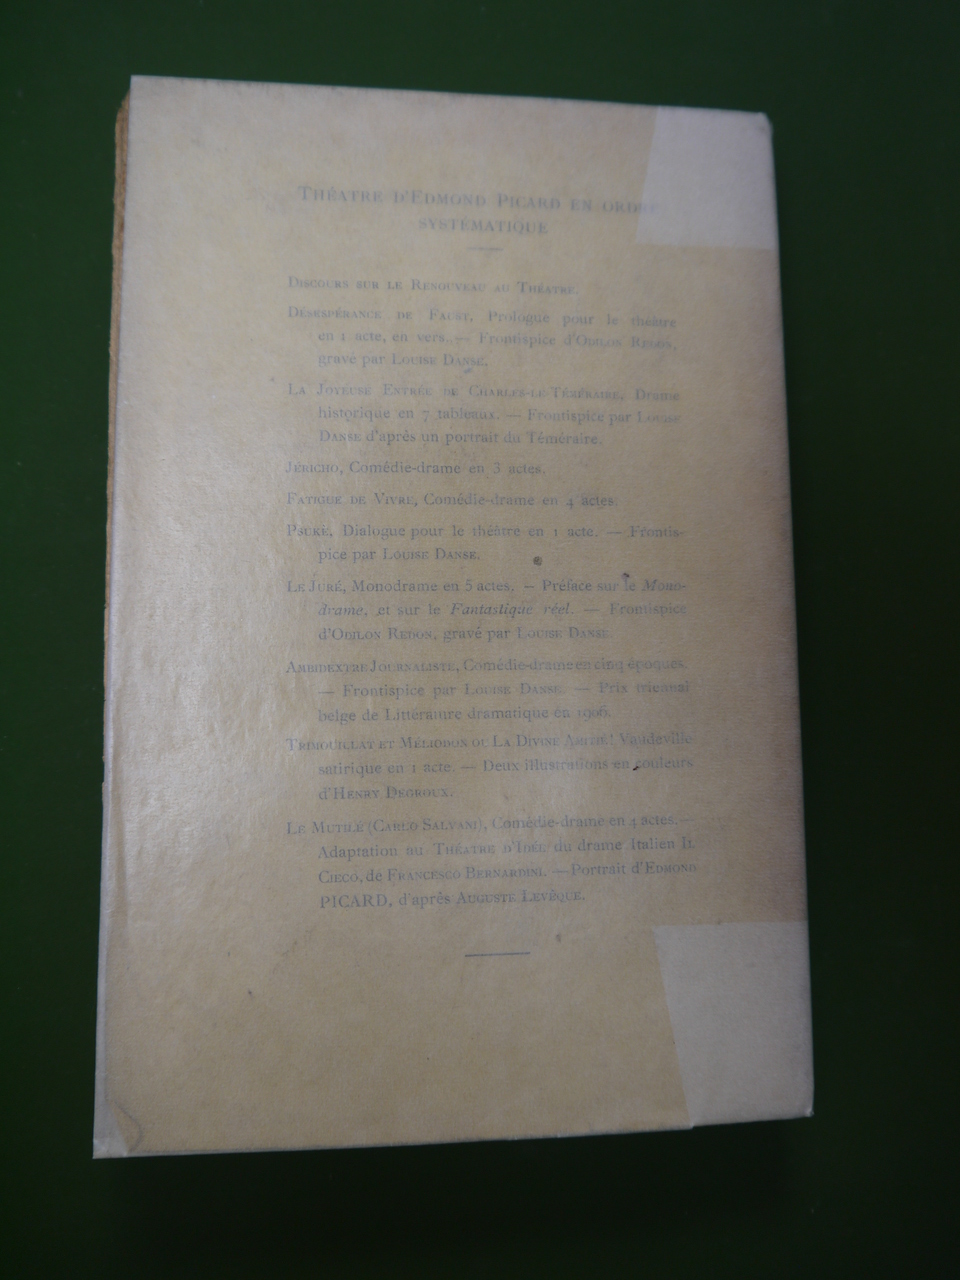 THÉATRE D'EDMOND PICARD EN ORDRE
SYSTÉMATIQUE
DISCOURS SUR LE RENOUVEAU AU THÉATRE.
DÉSESPÉRANCE DE FAUST, Prologue pour le théâtre
en 1 acte, en vers. — Frontispice d'ODILON REDON,
gravé par LOUISE DANSE.
LA JOYEUSE ENTRÉE DE CHARLES-LE-TÉMÉRAIRE, Drame
historique en 7 tableaux. — Frontispice par LOUISE
DANSE d'après un portrait du Téméraire.
JÉRICHO, Comédie-drame en 3 actes.
FATIGUE DE VIVRE, Comédie-drame en 4 actes.
PSUKÈ, Dialogue pour le théâtre en 1 acte. — Frontis-
pice par LOUISE DANSE.
LE JURÉ, Monodrame en 5 actes. — Préface sur le Mono-
drame, et sur le Fantastique réel. — Frontispice
d'ODILON REDON, gravé par LOUISE DANSE.
AMBIDEXTRE JOURNALISTE, Comédie-drame en cinq époques.
— Frontispice par LOUISE DANSE. — Prix triennal
belge de Littérature dramatique en 1906.
TRIMOUILLAT ET MÉLIODON OU LA DIVINE AMITIÉ! Vaudeville
satirique en 1 acte. — Deux illustrations en couleurs
d'HENRY DEGROUX.
LE MUTILÉ (CARLO SALVANI), Comédie-drame en 4 actes. —
Adaptation au THÉATRE D'IDÉE du drame Italien IL
CIECO, de FRANCESCO BERNARDINI. — Portrait d'EDMOND
PICARD, d'après AUGUSTE LEVÊQUE.